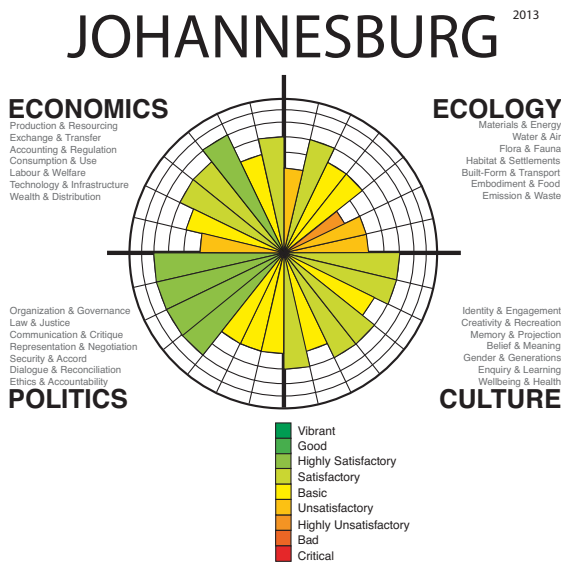 JOHANNESBURG
2013
ECONOMICS
Production & Resourcing
Exchange & Transfer
Accounting & Regulation
Consumption & Use
Labour & Welfare
Technology & Infrastructure
Wealth & Distribution
ECOLOGY
Materials & Energy
Water & Air
Flora & Fauna
Habitat & Settlements
Built-Form & Transport
Embodiment & Food
Emission & Waste
Organization & Governance
Law & Justice
Communication & Critique
Representation & Negotiation
Security & Accord
Dialogue & Reconciliation
Ethics & Accountability
POLITICS
Identity & Engagement
Creativity & Recreation
Memory & Projection
Belief & Meaning
Gender & Generations
Enquiry & Learning
Wellbeing & Health
CULTURE
Vibrant
Good
Highly Satisfactory
Satisfactory
Basic
Unsatisfactory
Highly Unsatisfactory
Bad
Critical